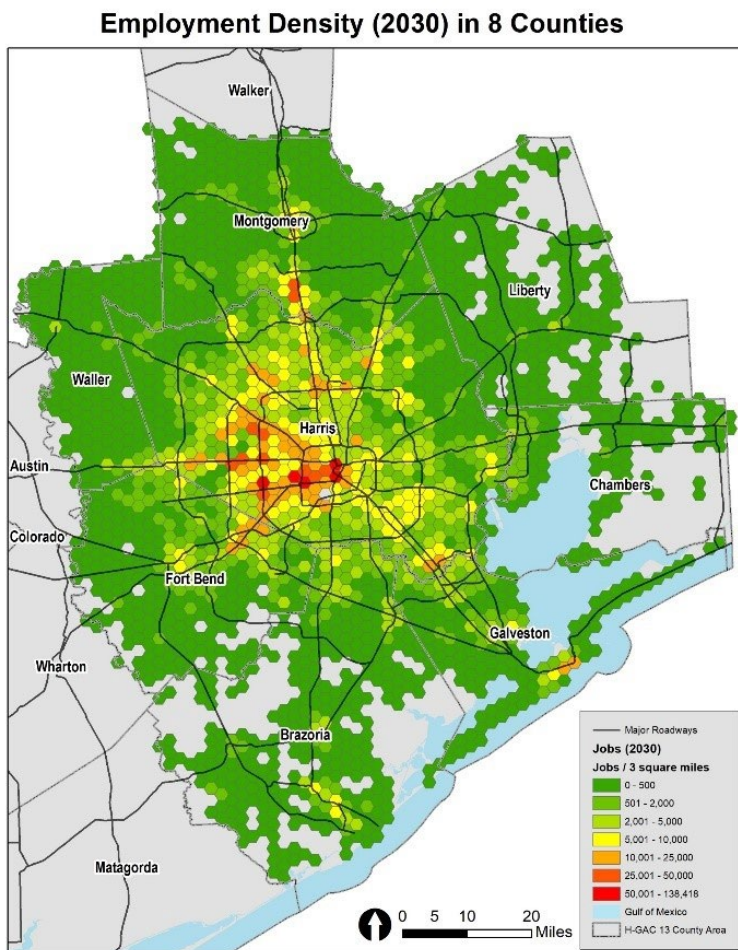 Employment Density (2030) in 8 Counties
Walker
Montgomery
Liberty
Waller
Harris
Austin
Chambers
Colorado
Fort Bend
Galveston
Wharton
Brazoria
Matagorda
Major Roadways
Jobs (2030)
Jobs / 3 square miles
0 - 500
501 - 2,000
2,001 - 5,000
5,001 - 10,000
10,001 - 25,000
25,001 - 50,000
50,001 - 138,418
Gulf of Mexico
H-GAC 13 County Area
0 5 10 20
Miles